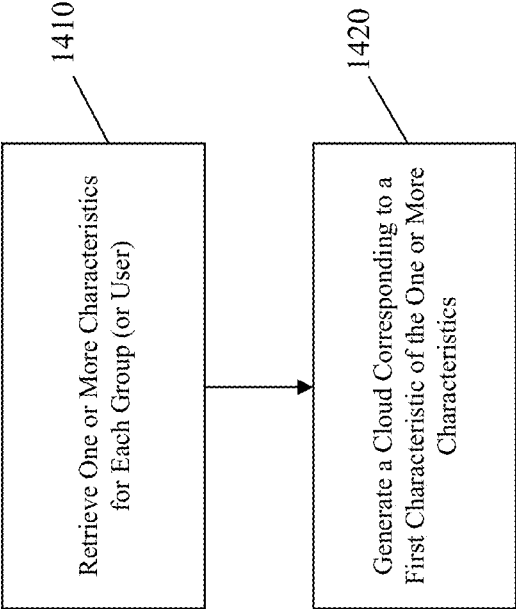 1410
Retrieve One or More Characteristics
for Each Group (or User)
1420
Generate a Cloud Corresponding to a
First Characteristic of the One or More
Characteristics